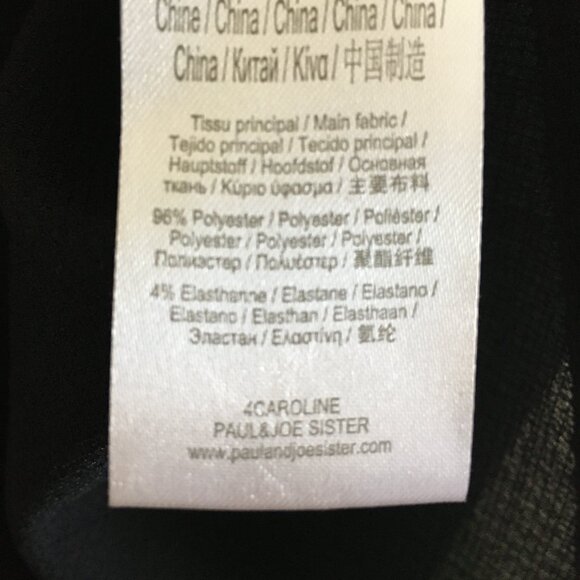 Chine / China / China / China / China /
China / Китай / Κίνα / 中国制造
Tissu principal / Main fabric /
Tejido principal / Tecido principal /
Hauptstoff / Hoofdstof / Основная
ткань / Κύριο ύφασμα / 主要布料
96% Polyester / Polyester / Poliéster /
Polyester / Polyester / Polyester /
Полиэстер / Πολυέστερ / 聚酯纤维
4% Elasthanne / Elastane / Elastano /
Elastano / Elasthan / Elasthaan /
Эластан / Ελαστίνη / 氨纶
4CAROLINE
PAUL&JOE SISTER
www.paulandjoesister.com